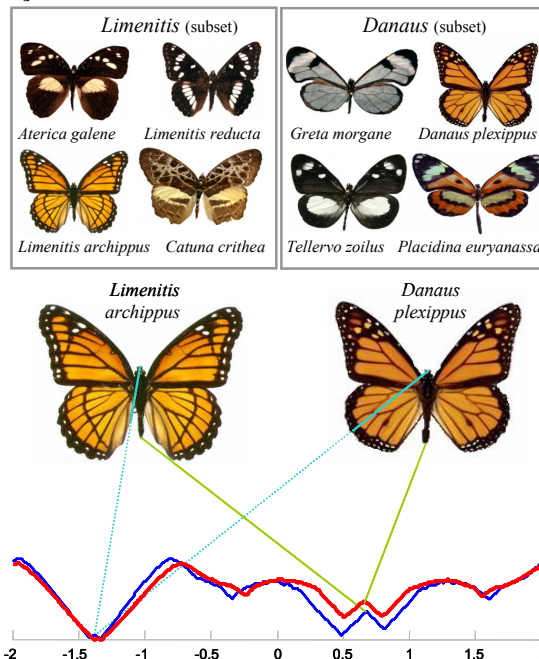 Limenitis (subset)
Danaus (subset)
Aterica galene
Limenitis reducta
Greta morgane
Danaus plexippus
Limenitis archippus
Catuna crithea
Tellervo zoilus
Placidina euryanassa
Limenitis
archippus
Danaus
plexippus
-2 -1.5 -1 -0.5 0 0.5 1 1.5